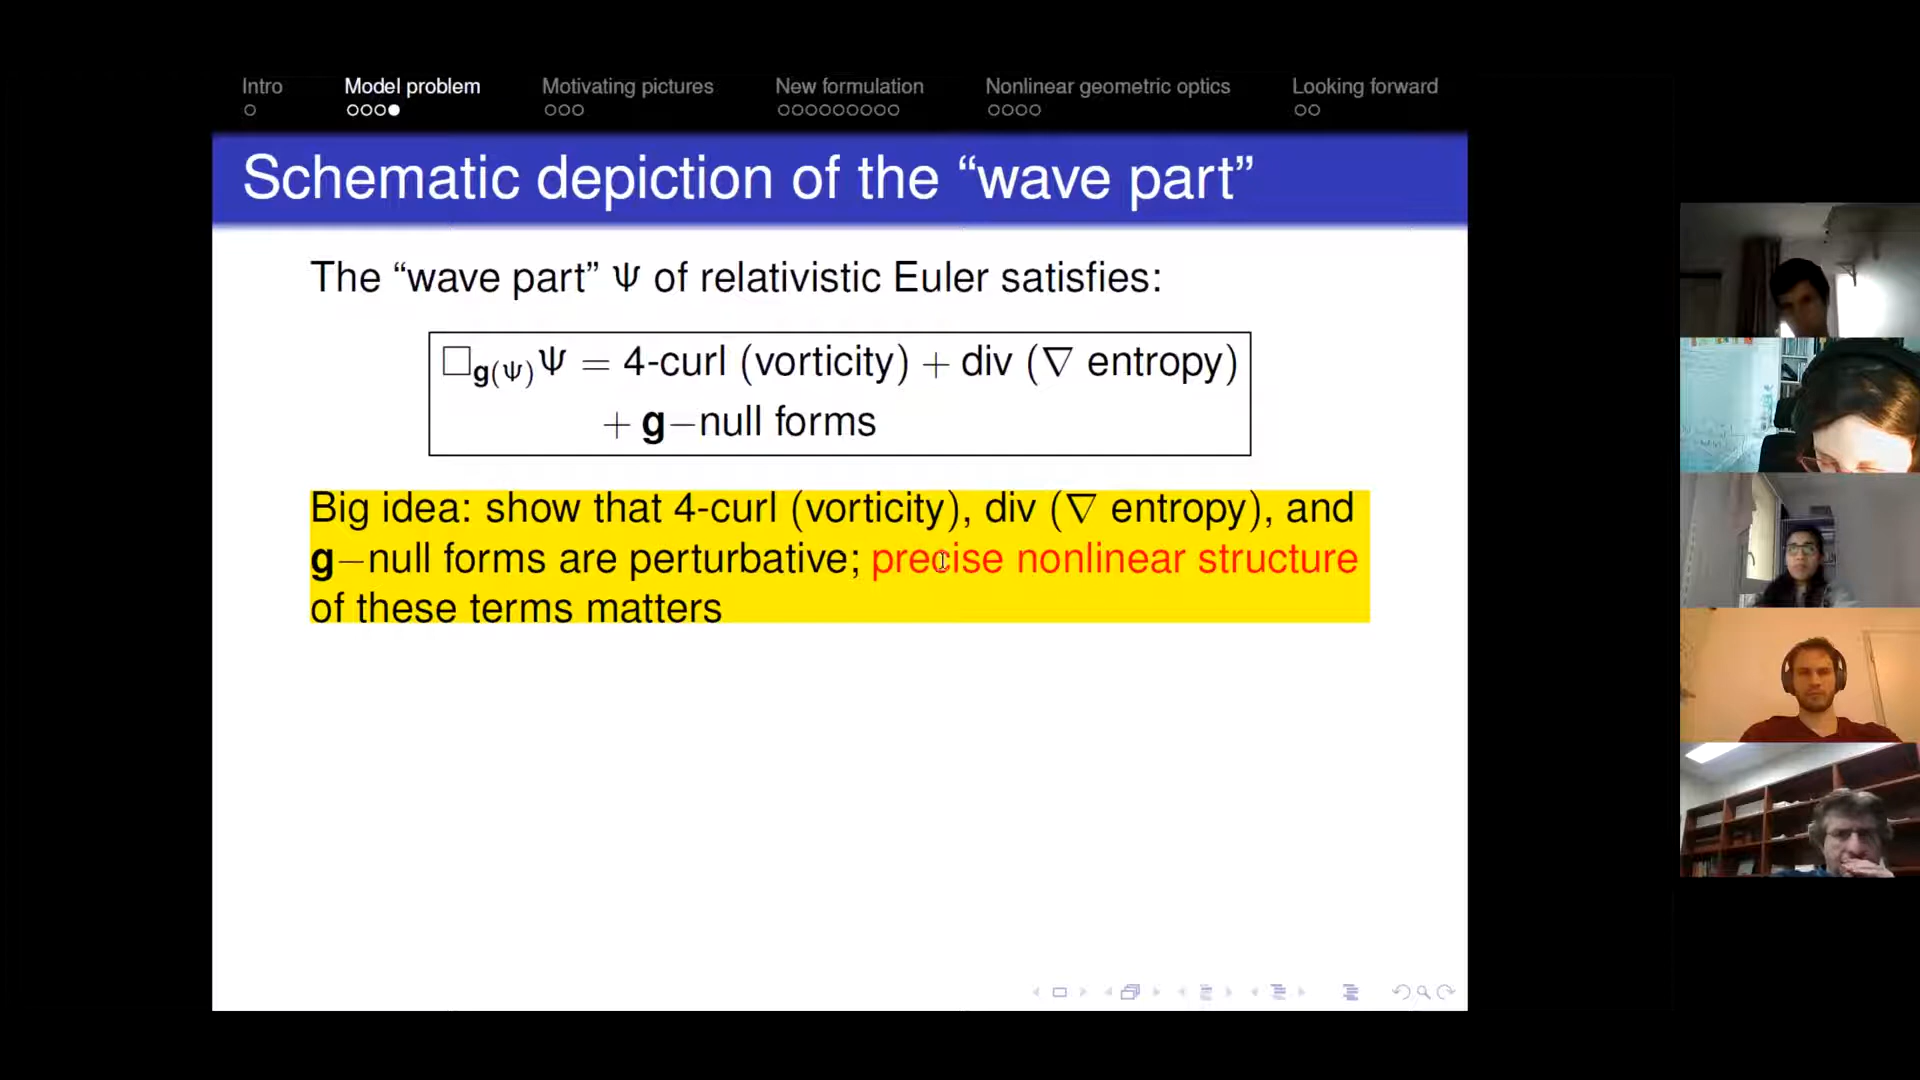 Intro Model problem Motivating pictures New formulation Nonlinear geometric optics Looking forward
Schematic depiction of the “wave part”
The “wave part” Ψ of relativistic Euler satisfies:
□g(Ψ)Ψ = 4-curl (vorticity) + div (∇ entropy)
+ g−null forms
Big idea: show that 4-curl (vorticity), div (∇ entropy), and
g−null forms are perturbative; precise nonlinear structure
of these terms matters